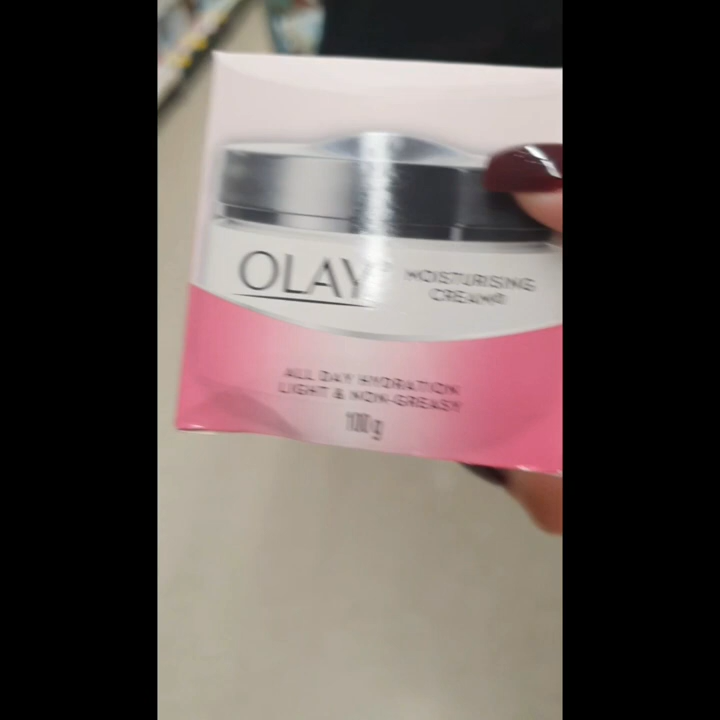 OLAY
MOISTURISING
CREAM
ALL DAY HYDRATION
LIGHT & NON-GREASY
100g